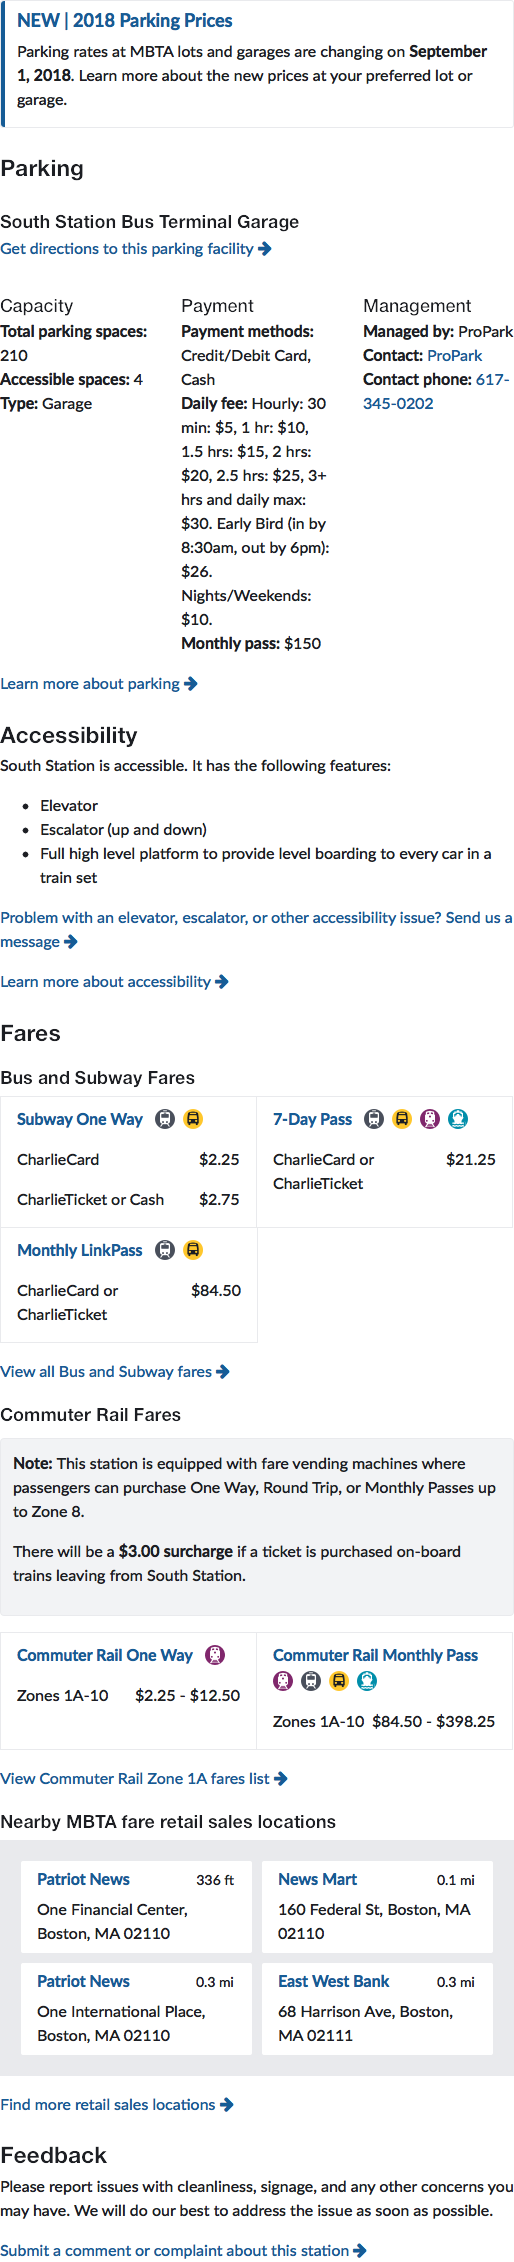 NEW | 2018 Parking Prices
Parking rates at MBTA lots and garages are changing on September
1, 2018. Learn more about the new prices at your preferred lot or
garage.
Parking
South Station Bus Terminal Garage
Get directions to this parking facility
Capacity
Total parking spaces:
210
Accessible spaces: 4
Type: Garage
Payment
Payment methods:
Credit/Debit Card,
Cash
Daily fee: Hourly: 30
min: $5, 1 hr: $10,
1.5 hrs: $15, 2 hrs:
$20, 2.5 hrs: $25, 3+
hrs and daily max:
$30. Early Bird (in by
8:30am, out by 6pm):
$26.
Nights/Weekends:
$10.
Monthly pass: $150
Management
Managed by: ProPark
Contact: ProPark
Contact phone: 617-
345-0202
Learn more about parking
Accessibility
South Station is accessible. It has the following features:
• Elevator
• Escalator (up and down)
• Full high level platform to provide level boarding to every car in a
train set
Problem with an elevator, escalator, or other accessibility issue? Send us a
message
Learn more about accessibility
Fares
Bus and Subway Fares
Subway One Way
CharlieCard $2.25
CharlieTicket or Cash $2.75
7-Day Pass
CharlieCard or $21.25
CharlieTicket
Monthly LinkPass
CharlieCard or $84.50
CharlieTicket
View all Bus and Subway fares
Commuter Rail Fares
Note: This station is equipped with fare vending machines where
passengers can purchase One Way, Round Trip, or Monthly Passes up
to Zone 8.
There will be a $3.00 surcharge if a ticket is purchased on-board
trains leaving from South Station.
Commuter Rail One Way
Zones 1A-10 $2.25 - $12.50
Commuter Rail Monthly Pass
Zones 1A-10 $84.50 - $398.25
View Commuter Rail Zone 1A fares list
Nearby MBTA fare retail sales locations
Patriot News 336 ft
One Financial Center,
Boston, MA 02110
News Mart 0.1 mi
160 Federal St, Boston, MA
02110
Patriot News 0.3 mi
One International Place,
Boston, MA 02110
East West Bank 0.3 mi
68 Harrison Ave, Boston,
MA 02111
Find more retail sales locations
Feedback
Please report issues with cleanliness, signage, and any other concerns you
may have. We will do our best to address the issue as soon as possible.
Submit a comment or complaint about this station